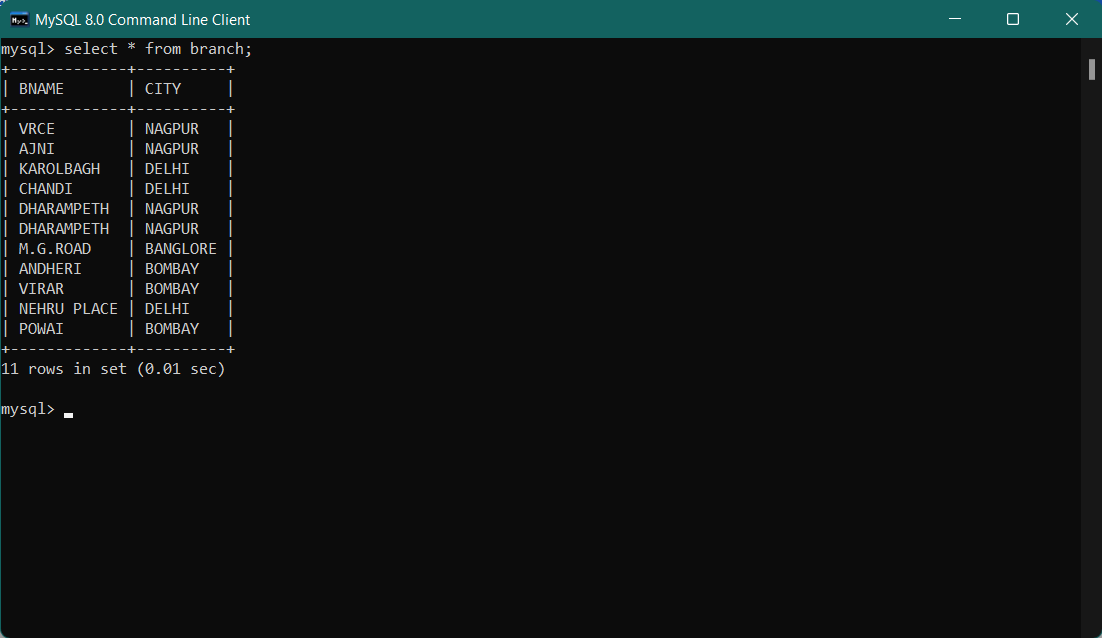 MySQL 8.0 Command Line Client
mysql> select * from branch;
+-------------+----------+
| BNAME       | CITY     |
+-------------+----------+
| VRCE        | NAGPUR   |
| AJNI        | NAGPUR   |
| KAROLBAGH   | DELHI    |
| CHANDI      | DELHI    |
| DHARAMPETH  | NAGPUR   |
| DHARAMPETH  | NAGPUR   |
| M.G.ROAD    | BANGLORE |
| ANDHERI     | BOMBAY   |
| VIRAR       | BOMBAY   |
| NEHRU PLACE | DELHI    |
| POWAI       | BOMBAY   |
+-------------+----------+
11 rows in set (0.01 sec)
mysql>